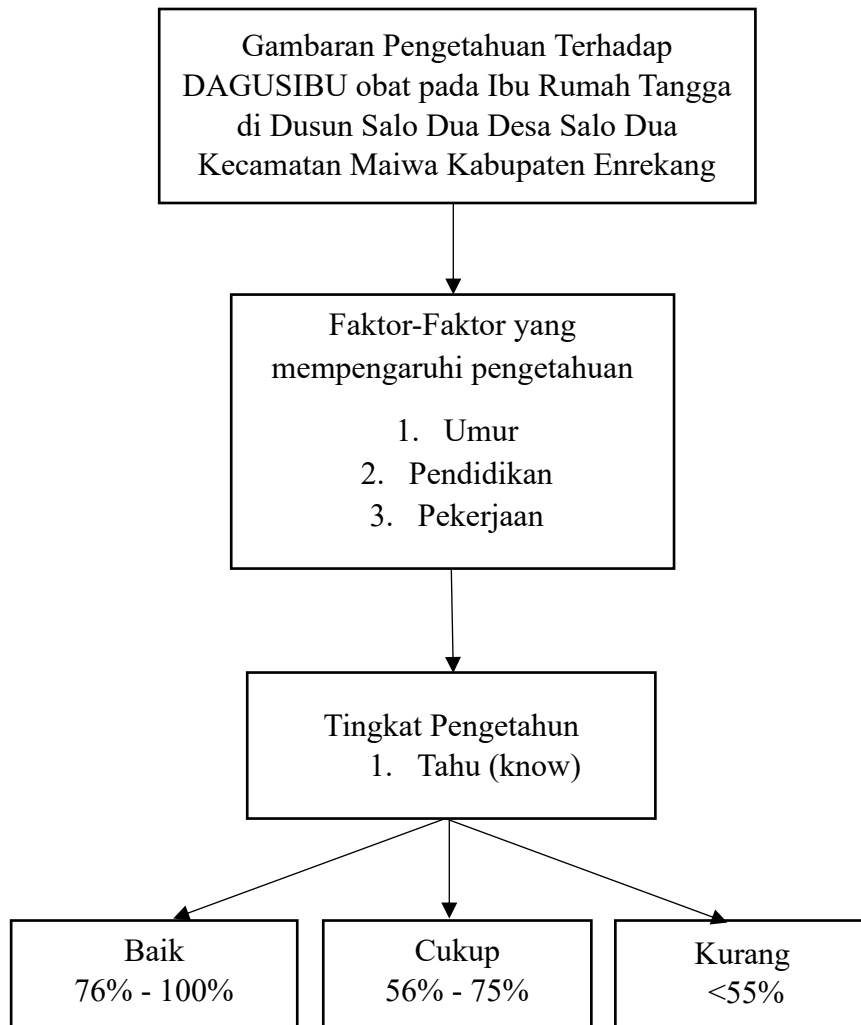 Gambaran Pengetahuan Terhadap
DAGUSIBU obat pada Ibu Rumah Tangga
di Dusun Salo Dua Desa Salo Dua
Kecamatan Maiwa Kabupaten Enrekang
Faktor-Faktor yang
mempengaruhi pengetahuan
1. Umur
2. Pendidikan
3. Pekerjaan
Tingkat Pengetahun
1. Tahu (know)
Baik
76% - 100%
Cukup
56% - 75%
Kurang
<55%